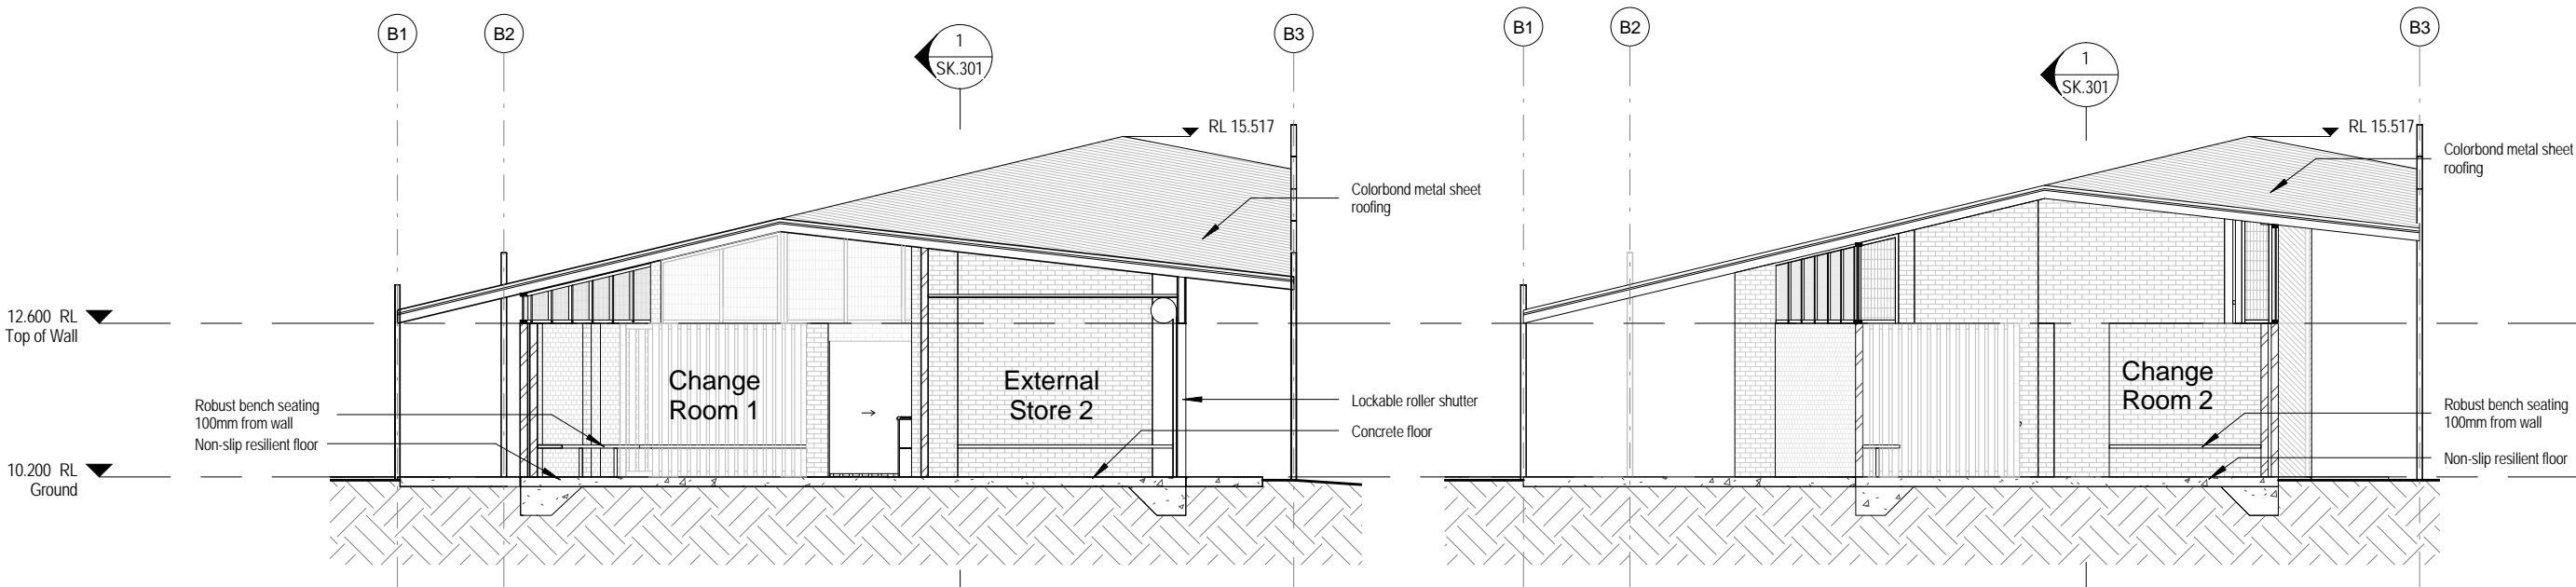 B1
B2
1
SK.301
B3
RL 15.517
Colorbond metal sheet
roofing
12.600 RL
Top of Wall
Change
Room 1
External
Store 2
Robust bench seating
100mm from wall
Non-slip resilient floor
Lockable roller shutter
Concrete floor
10.200 RL
Ground
B1
B2
1
SK.301
B3
RL 15.517
Colorbond metal sheet
roofing
Change
Room 2
Robust bench seating
100mm from wall
Non-slip resilient floor